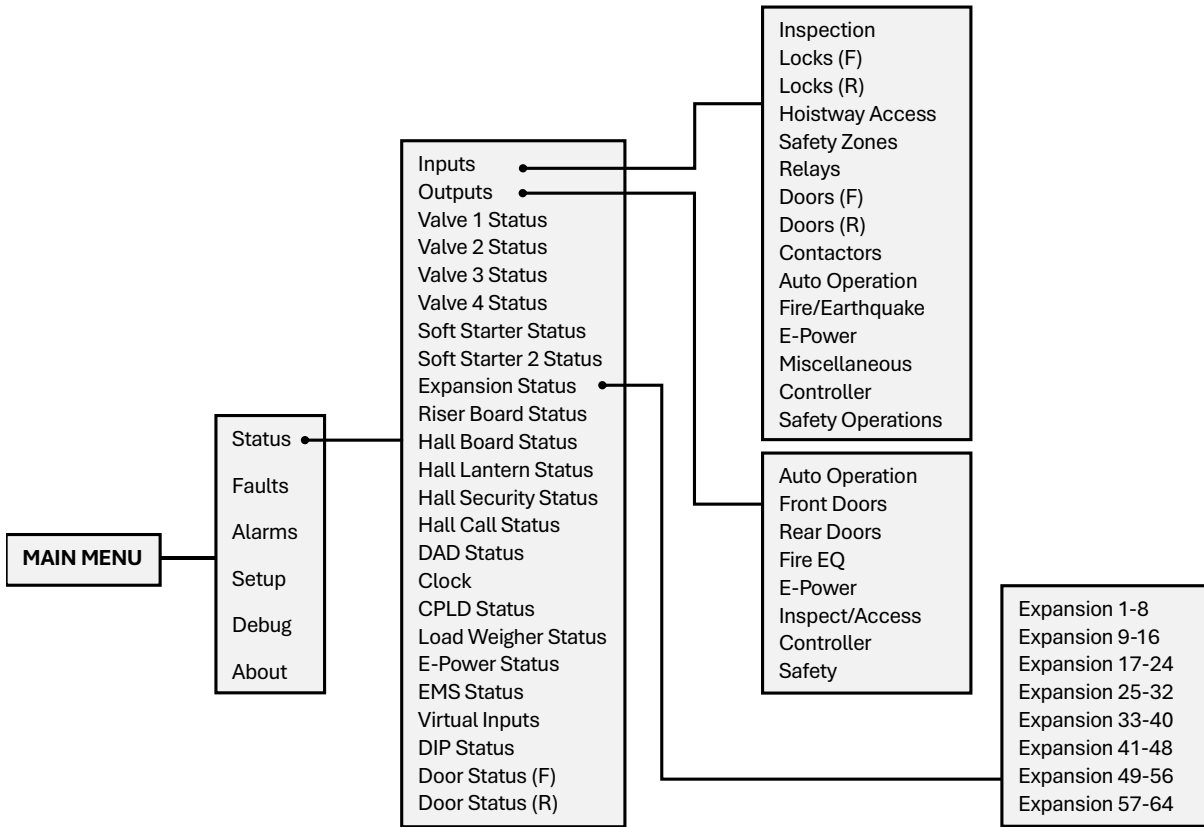 MAIN MENU
Status
Faults
Alarms
Setup
Debug
About
Inputs
Outputs
Valve 1 Status
Valve 2 Status
Valve 3 Status
Valve 4 Status
Soft Starter Status
Soft Starter 2 Status
Expansion Status
Riser Board Status
Hall Board Status
Hall Lantern Status
Hall Security Status
Hall Call Status
DAD Status
Clock
CPLD Status
Load Weigher Status
E-Power Status
EMS Status
Virtual Inputs
DIP Status
Door Status (F)
Door Status (R)
Inspection
Locks (F)
Locks (R)
Hoistway Access
Safety Zones
Relays
Doors (F)
Doors (R)
Contactors
Auto Operation
Fire/Earthquake
E-Power
Miscellaneous
Controller
Safety Operations
Auto Operation
Front Doors
Rear Doors
Fire EQ
E-Power
Inspect/Access
Controller
Safety
Expansion 1-8
Expansion 9-16
Expansion 17-24
Expansion 25-32
Expansion 33-40
Expansion 41-48
Expansion 49-56
Expansion 57-64